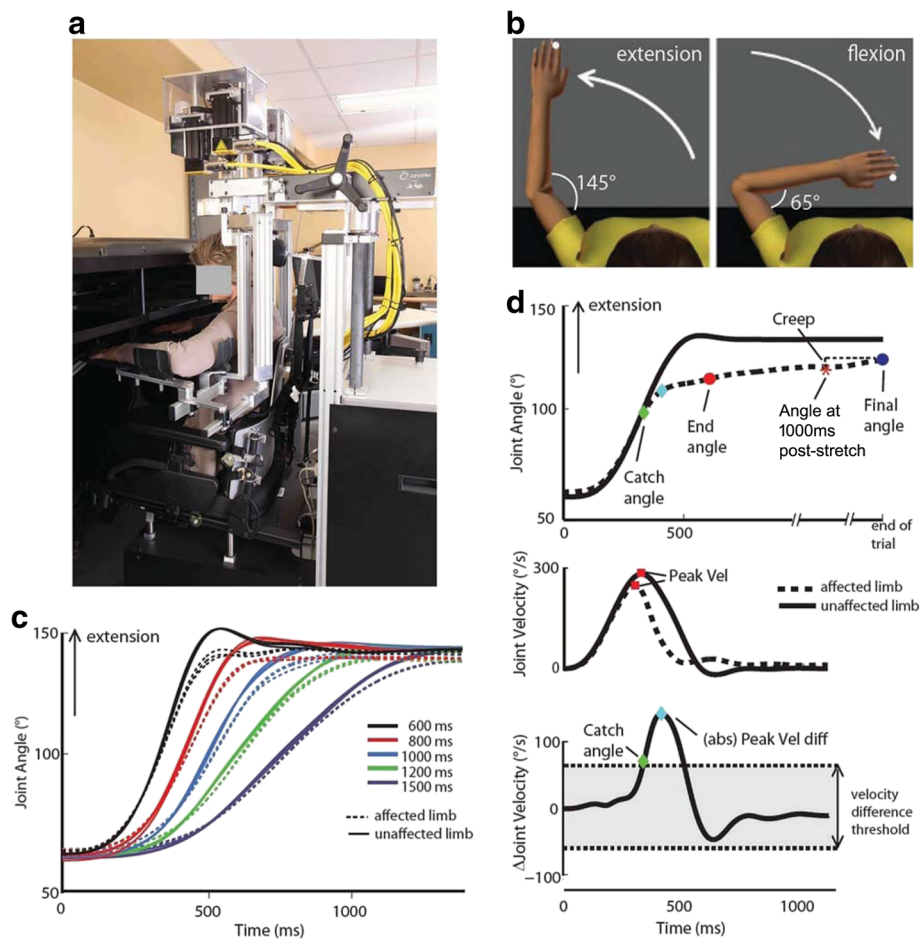 a
b
extension
145°
flexion
65°
c
150
extension
Joint Angle (°)
100
50
600 ms
800 ms
1000 ms
1200 ms
1500 ms
affected limb
unaffected limb
0
500
1000
Time (ms)
d
150
extension
Joint Angle (°)
100
50
Creep
Catch
angle
End
angle
Angle at
1000ms
post-stretch
Final
angle
0
500
end of
trial
300
Joint Velocity (°/s)
0
Peak Vel
affected limb
unaffected limb
ΔJoint Velocity (°/s)
100
0
−100
Catch
angle
(abs) Peak Vel diff
velocity
difference
threshold
0
500
1000
Time (ms)